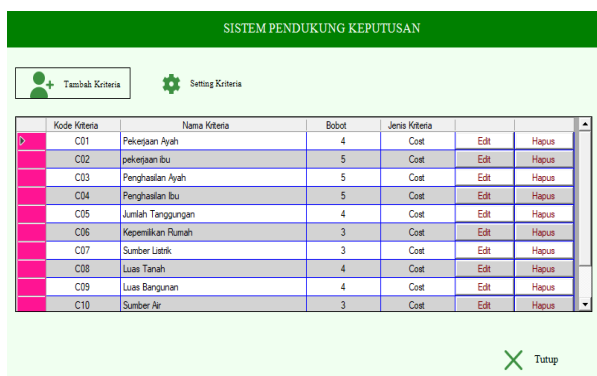 SISTEM PENDUKUNG KEPUTUSAN
Tambah Kriteria Setting Kriteria
Kode Kriteria Nama Kriteria Bobot Jenis Kriteria
C01 Pekerjaan Ayah 4 Cost Edit Hapus
C02 pekerjaan ibu 5 Cost Edit Hapus
C03 Penghasilan Ayah 5 Cost Edit Hapus
C04 Penghasilan Ibu 5 Cost Edit Hapus
C05 Jumlah Tanggungan 4 Cost Edit Hapus
C06 Kepemilikan Rumah 3 Cost Edit Hapus
C07 Sumber Listrik 3 Cost Edit Hapus
C08 Luas Tanah 4 Cost Edit Hapus
C09 Luas Bangunan 4 Cost Edit Hapus
C10 Sumber Air 3 Cost Edit Hapus
Tutup